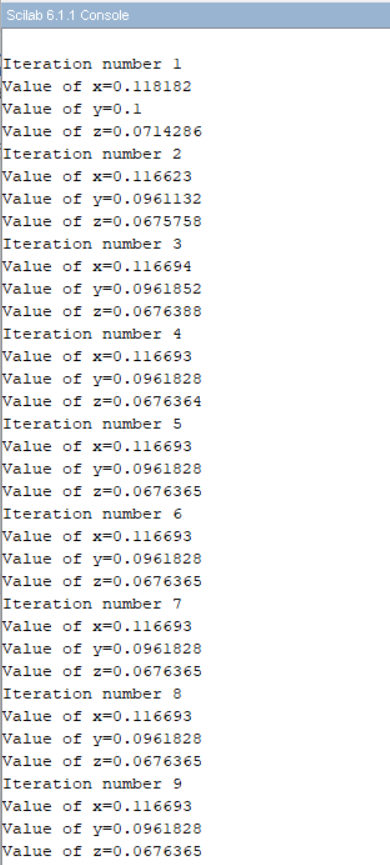 Scilab 6.1.1 Console
Iteration number 1
Value of x=0.118182
Value of y=0.1
Value of z=0.0714286
Iteration number 2
Value of x=0.116623
Value of y=0.0961132
Value of z=0.0675758
Iteration number 3
Value of x=0.116694
Value of y=0.0961852
Value of z=0.0676388
Iteration number 4
Value of x=0.116693
Value of y=0.0961828
Value of z=0.0676364
Iteration number 5
Value of x=0.116693
Value of y=0.0961828
Value of z=0.0676365
Iteration number 6
Value of x=0.116693
Value of y=0.0961828
Value of z=0.0676365
Iteration number 7
Value of x=0.116693
Value of y=0.0961828
Value of z=0.0676365
Iteration number 8
Value of x=0.116693
Value of y=0.0961828
Value of z=0.0676365
Iteration number 9
Value of x=0.116693
Value of y=0.0961828
Value of z=0.0676365